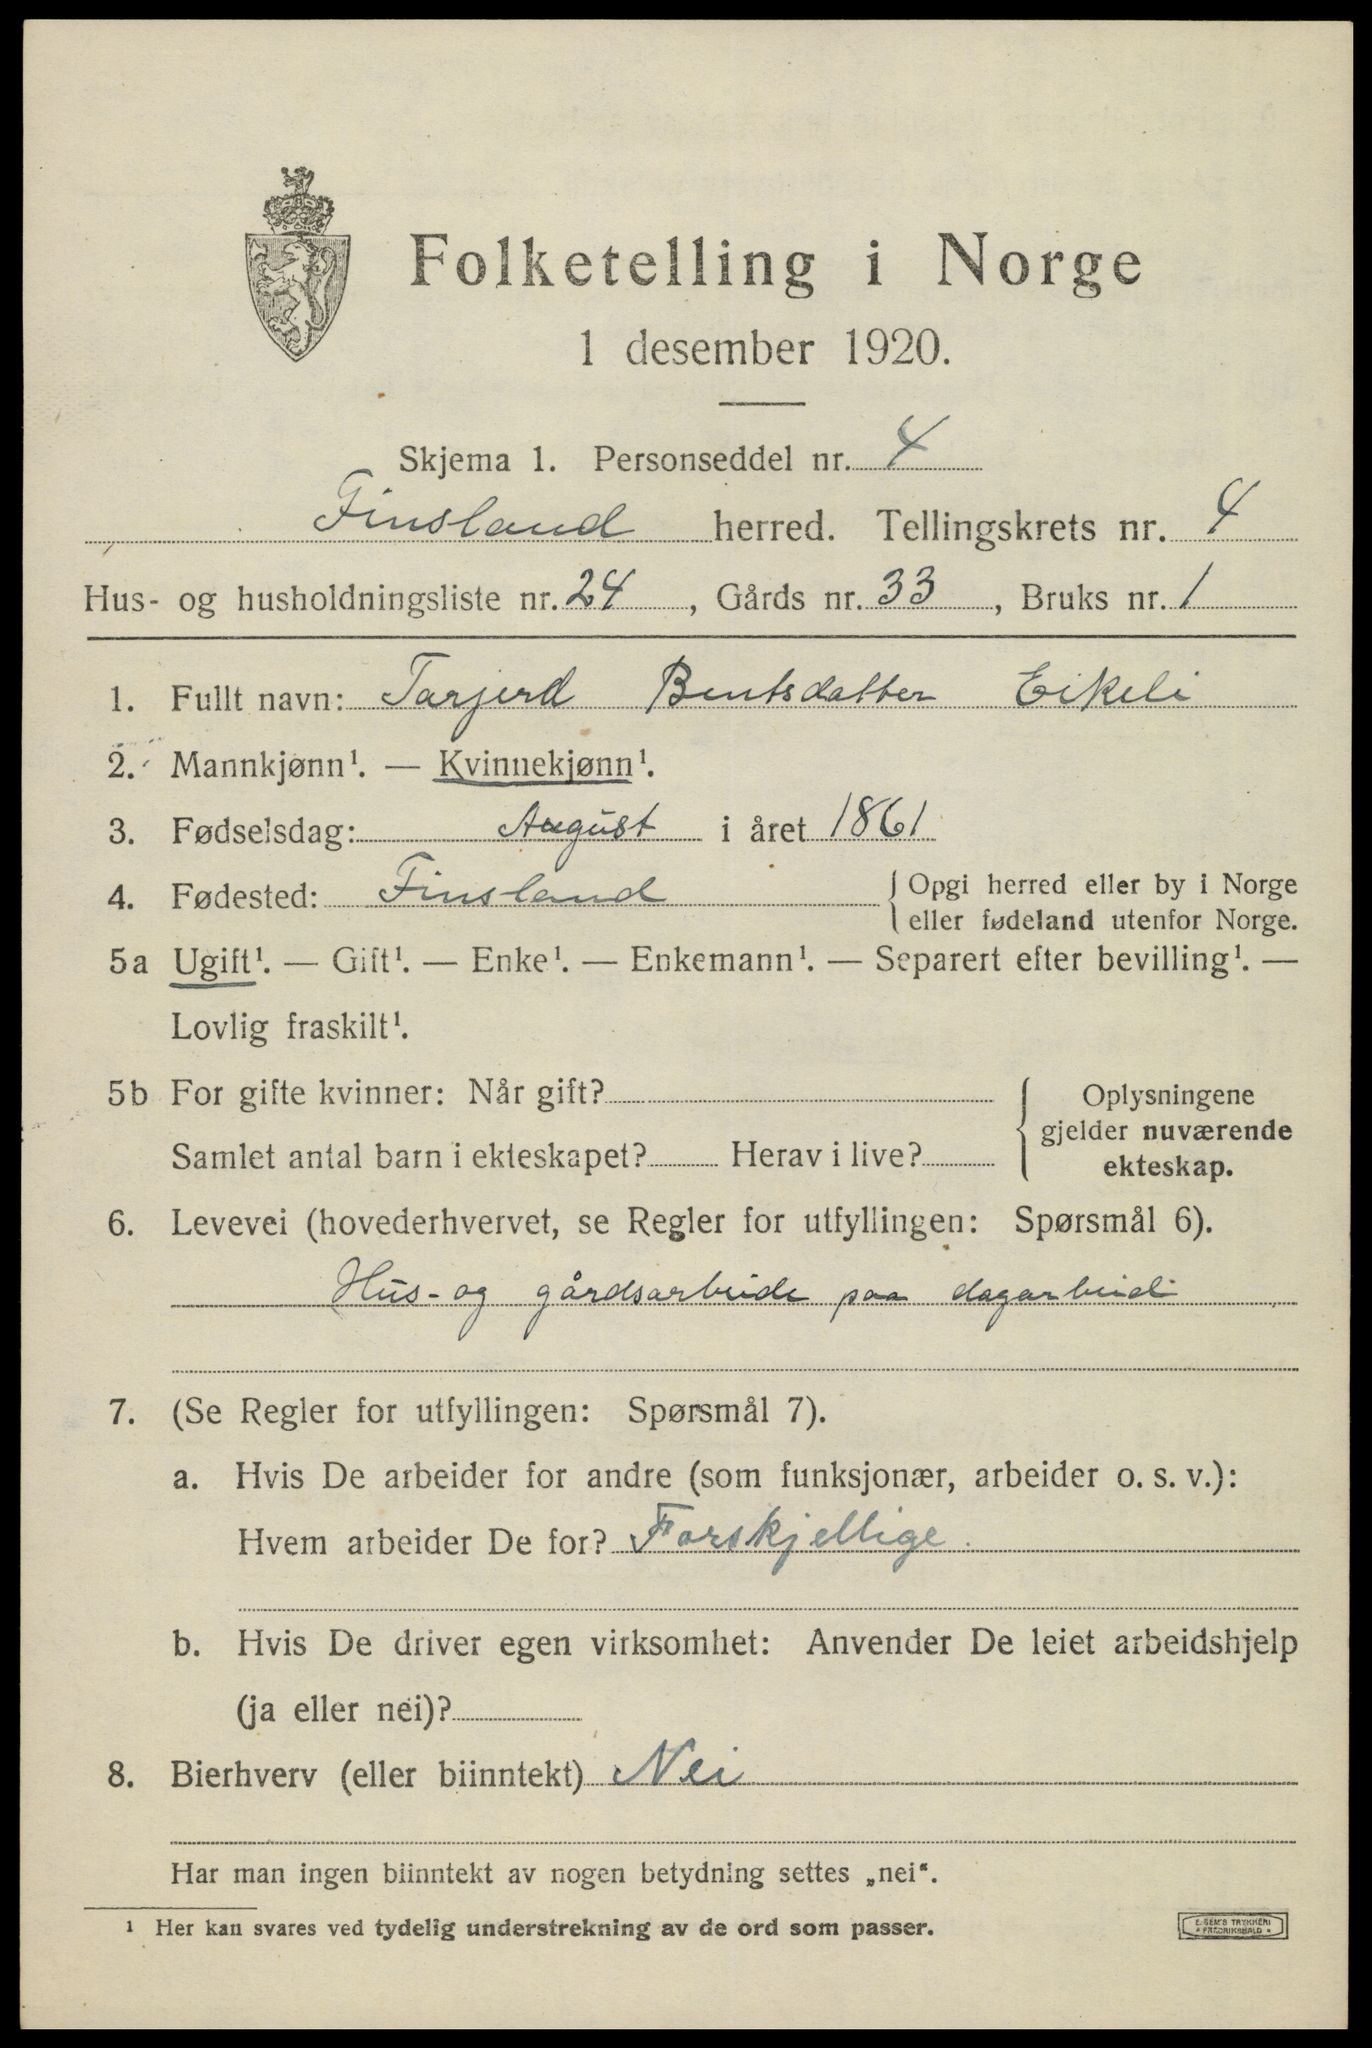 Folketelling i Norge
1 desember 1920.
Skjema 1. Personseddel nr. 4
Finsland herred. Tellingskrets nr. 4
Hus- og husholdningsliste nr. 24, Gårds nr. 33, Bruks nr. 1
1. Fullt navn: Tarjerd Bentsdatter Eikeli
2. Mannkjønn¹. — Kvinnekjønn¹.
3. Fødselsdag: August i året 1861
4. Fødested: Finsland { Opgi herred eller by i Norge
eller fødeland utenfor Norge.
5a Ugift¹. — Gift¹. — Enke¹. — Enkemann¹. — Separert efter bevilling¹. —
Lovlig fraskilt¹.
5b For gifte kvinner: Når gift?
Samlet antal barn i ekteskapet? Herav i live?
Oplysningene
gjelder nuværende
ekteskap.
6. Levevei (hovederhvervet, se Regler for utfyllingen: Spørsmål 6).
Hus- og gårdsarbeide paa dagarbeid
7. (Se Regler for utfyllingen: Spørsmål 7).
a. Hvis De arbeider for andre (som funksjonær, arbeider o. s. v.):
Hvem arbeider De for? Forskjellige.
b. Hvis De driver egen virksomhet: Anvender De leiet arbeidshjelp
(ja eller nei)?
8. Bierhverv (eller biinntekt) Nei
Har man ingen biinntekt av nogen betydning settes „nei“.
¹ Her kan svares ved tydelig understrekning av de ord som passer.
E. SEM'S TRYKKERI
FREDRIKSHALD